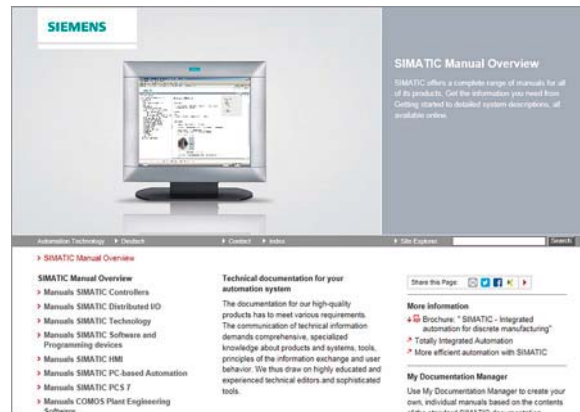 SIEMENS
SIMATIC Manual Overview
SIMATIC offers a complete range of manuals for all
of its products. Get the information you need from
Getting started to detailed system descriptions, all
available online.
Automation Technology Deutsch Contact Index Site Explorer Search
SIMATIC Manual Overview
SIMATIC Manual Overview
Manuals SIMATIC Controllers
Manuals SIMATIC Distributed I/O
Manuals SIMATIC Technology
Manuals SIMATIC Software and
Programming devices
Manuals SIMATIC HMI
Manuals SIMATIC PC-based Automation
Manuals SIMATIC PCS 7
Manuals COMOS Plant Engineering
Software
Technical documentation for your
automation system
The documentation for our high-quality
products has to meet various requirements.
The communication of technical information
demands comprehensive, specialized
knowledge about products and systems, tools,
principles of the information exchange and user
behavior. We thus draw on highly educated and
experienced technical editors and sophisticated
tools.
Share this Page:
More information
Brochure: " SIMATIC - Integrated
automation for discrete manufacturing"
Totally Integrated Automation
More efficient automation with SIMATIC
My Documentation Manager
Use My Documentation Manager to create your
own, individual manuals based on the contents
of the standard SIMATIC documentation